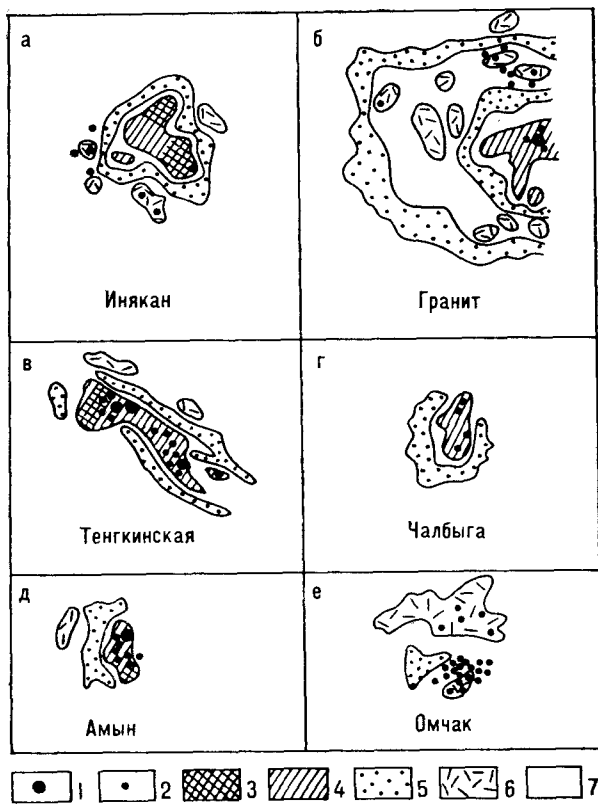 а
б
Инякан
Гранит
в
г
Тенгкинская
Чалбыга
д
е
Амын
Омчак
1 2 3 4 5 6 7